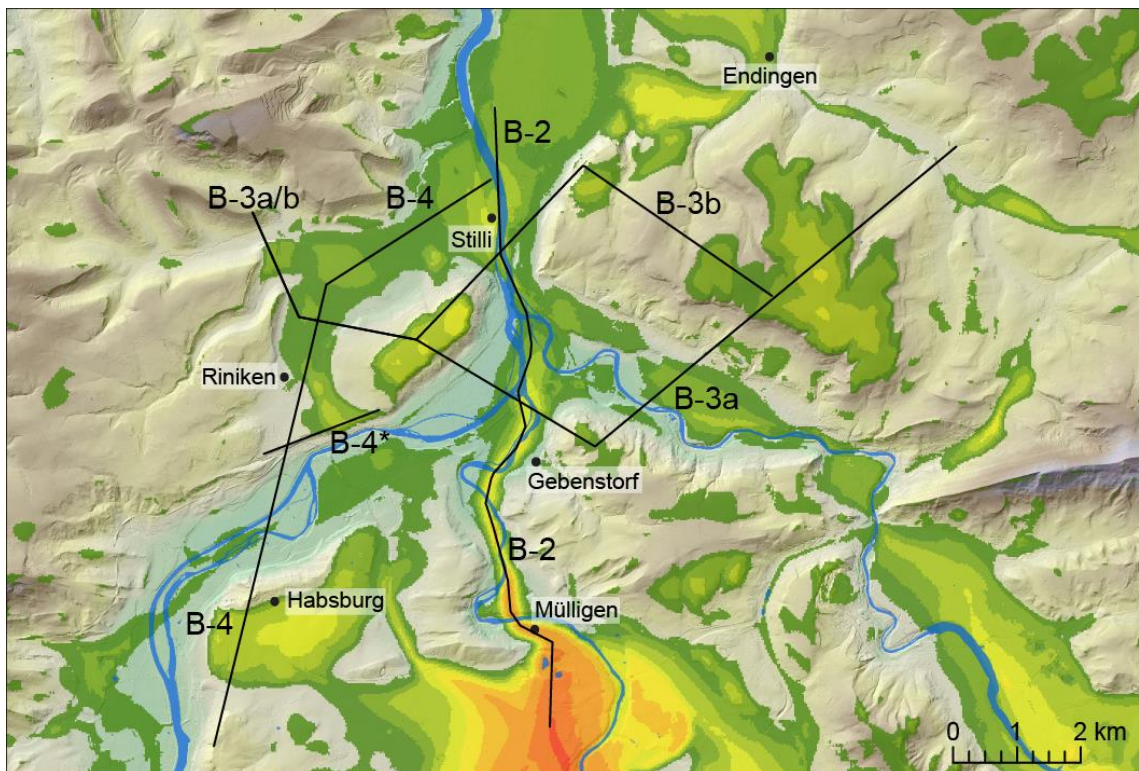 Endingen
B-2
B-3a/b
B-4
B-3b
Stilli
Riniken
B-3a
B-4*
Gebenstorf
B-2
Habsburg
Mülligen
B-4
0 1 2 km